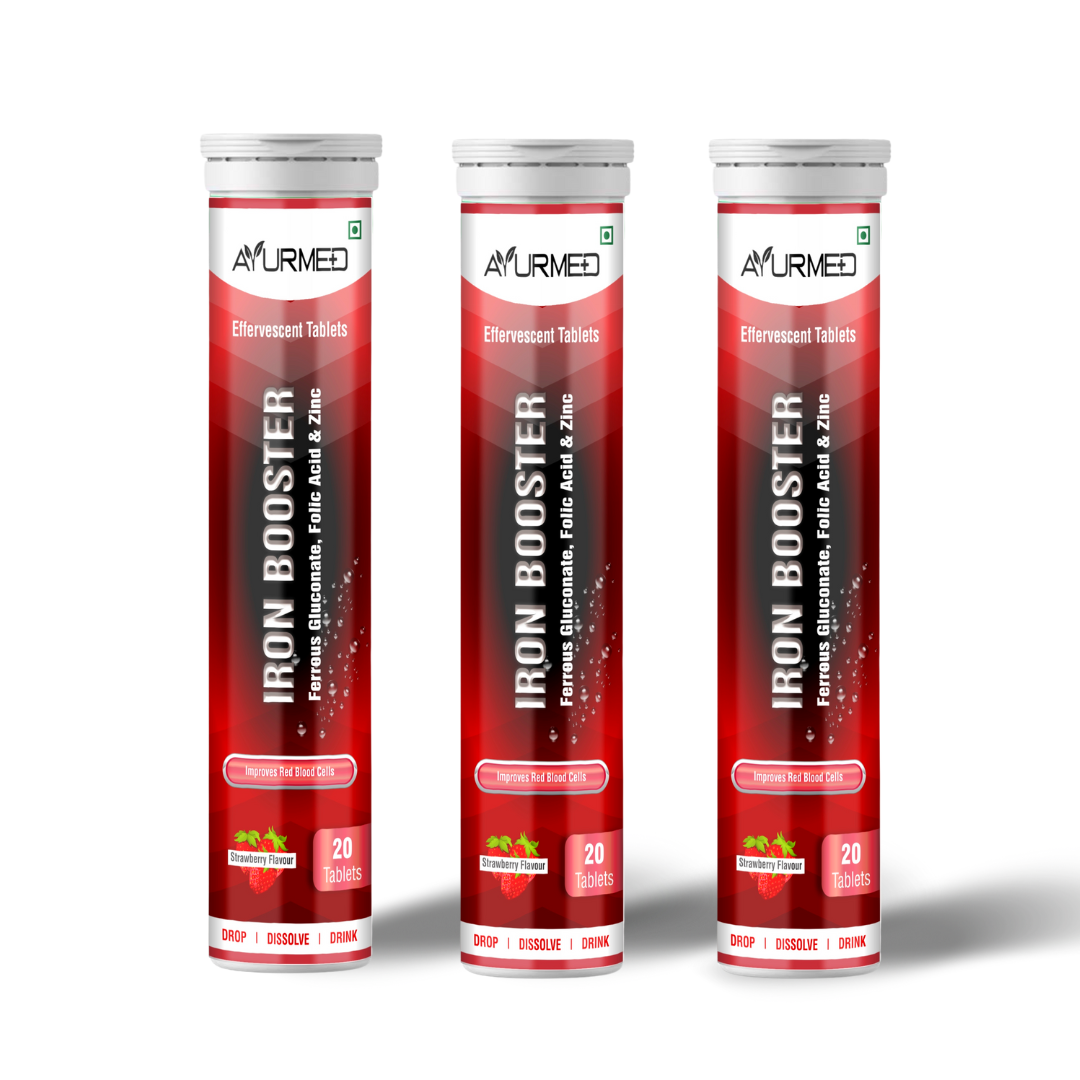 AYURMED
Effervescent Tablets
IRON BOOSTER
Ferrous Gluconate, Folic Acid & Zinc
Improves Red Blood Cells
Strawberry Flavour
20
Tablets
DROP | DISSOLVE | DRINK
AYURMED
Effervescent Tablets
IRON BOOSTER
Ferrous Gluconate, Folic Acid & Zinc
Improves Red Blood Cells
Strawberry Flavour
20
Tablets
DROP | DISSOLVE | DRINK
AYURMED
Effervescent Tablets
IRON BOOSTER
Ferrous Gluconate, Folic Acid & Zinc
Improves Red Blood Cells
Strawberry Flavour
20
Tablets
DROP | DISSOLVE | DRINK